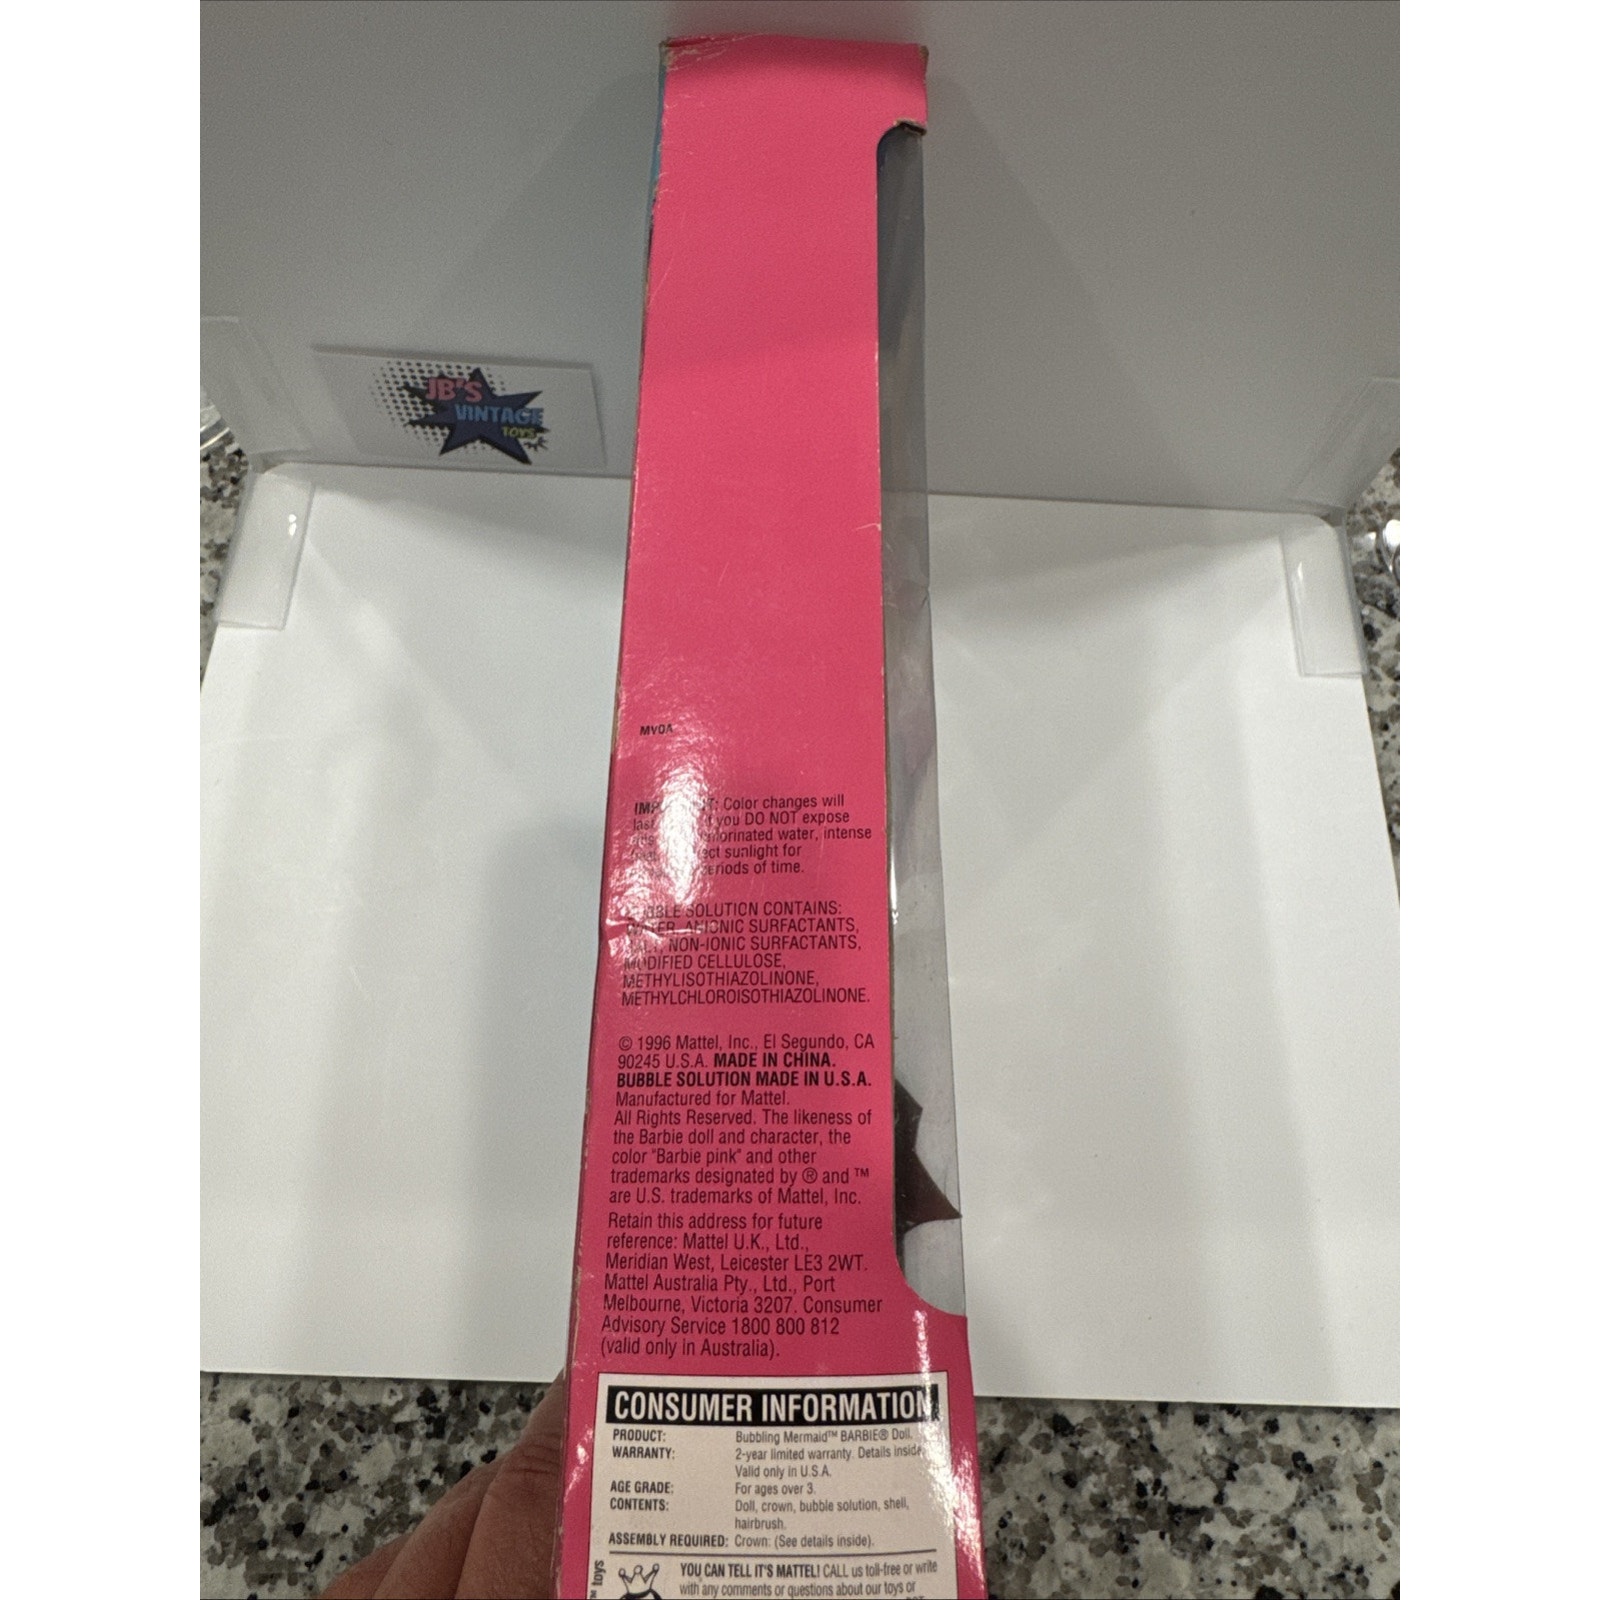 JB'S
VINTAGE
TOYS
MVOA
Color changes will
you DO NOT expose
chlorinated water, intense
sunlight for
periods of time.
SOLUTION CONTAINS:
WATER, ANIONIC SURFACTANTS,
NON-IONIC SURFACTANTS,
MODIFIED CELLULOSE,
METHYLISOTHIAZOLINONE,
METHYLCHLOROISOTHIAZOLINONE.
© 1996 Mattel, Inc., El Segundo, CA
90245 U.S.A. MADE IN CHINA.
BUBBLE SOLUTION MADE IN U.S.A.
Manufactured for Mattel.
All Rights Reserved. The likeness of
the Barbie doll and character, the
color "Barbie pink" and other
trademarks designated by ® and ™
are U.S. trademarks of Mattel, Inc.
Retain this address for future
reference: Mattel U.K., Ltd.,
Meridian West, Leicester LE3 2WT.
Mattel Australia Pty., Ltd., Port
Melbourne, Victoria 3207. Consumer
Advisory Service 1800 800 812
(valid only in Australia).
CONSUMER INFORMATION
PRODUCT: Bubbling Mermaid™ BARBIE® Doll.
WARRANTY: 2-year limited warranty. Details inside.
Valid only in U.S.A.
AGE GRADE: For ages over 3.
CONTENTS: Doll, crown, bubble solution, shell,
hairbrush.
ASSEMBLY REQUIRED: Crown: (See details inside).
YOU CAN TELL IT'S MATTEL! CALL us toll-free or write
with any comments or questions about our toys or
toys